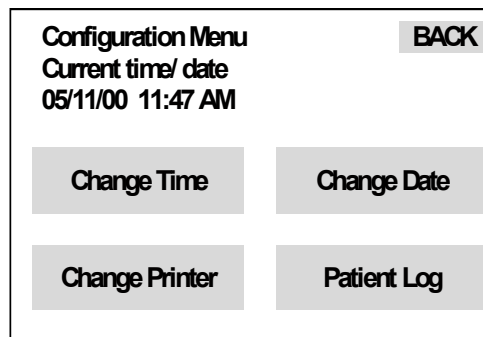 Configuration Menu
BACK
Current time/ date
05/11/00 11:47 AM
Change Time
Change Date
Change Printer
Patient Log